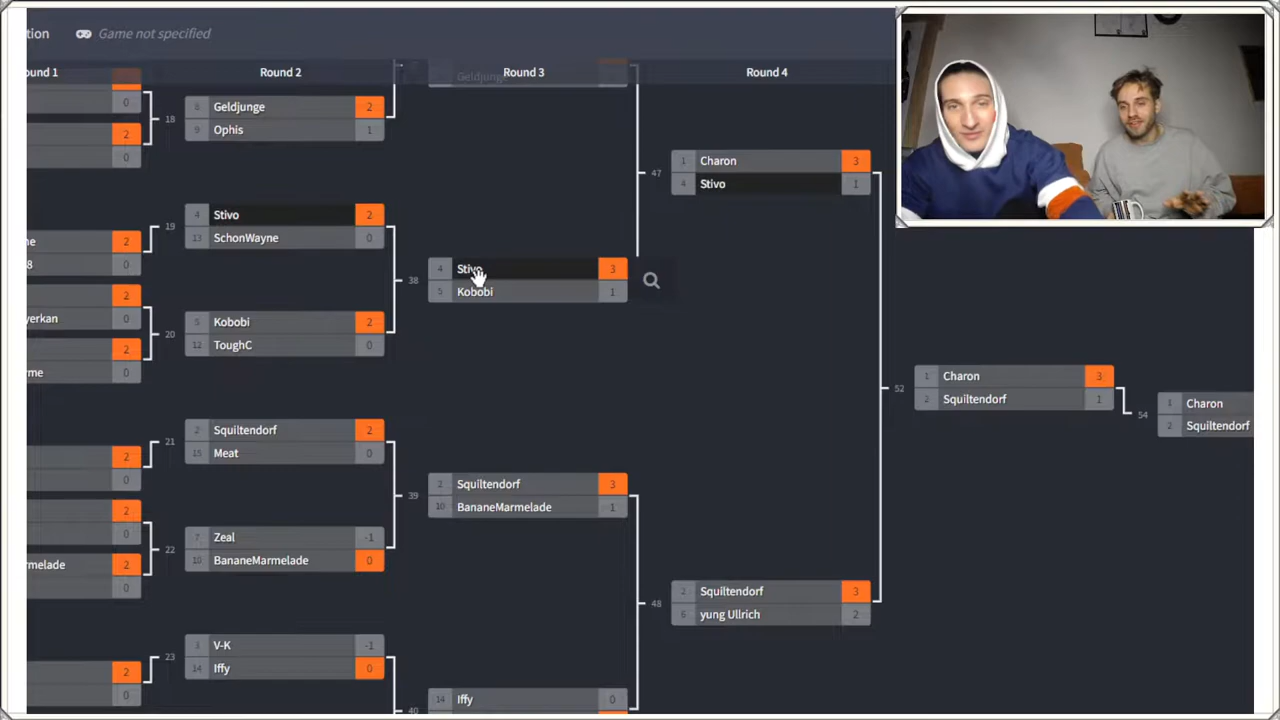 tion
Game not specified
ound 1
Round 2
Round 3
Round 4
0
2
0
18
8 Geldjunge 2
9 Ophis 1
Geldjunge
47
1 Charon 3
4 Stivo 1
ne 2
8 0
19
4 Stivo 2
13 SchonWayne 0
38
4 Stivo 3
5 Kobobi 1
2
yerkan 0
20
5 Kobobi 2
12 ToughC 0
2
me 0
52
1 Charon 3
2 Squiltendorf 1
54
1 Charon
2 Squiltendorf
2
0
21
2 Squiltendorf 2
15 Meat 0
39
2 Squiltendorf 3
10 BananeMarmelade 1
2
0
22
7 Zeal -1
10 BananeMarmelade 0
rmelade 2
0
48
2 Squiltendorf 3
6 yung Ullrich 2
2
0
23
3 V-K -1
14 Iffy 0
40
14 Iffy 0